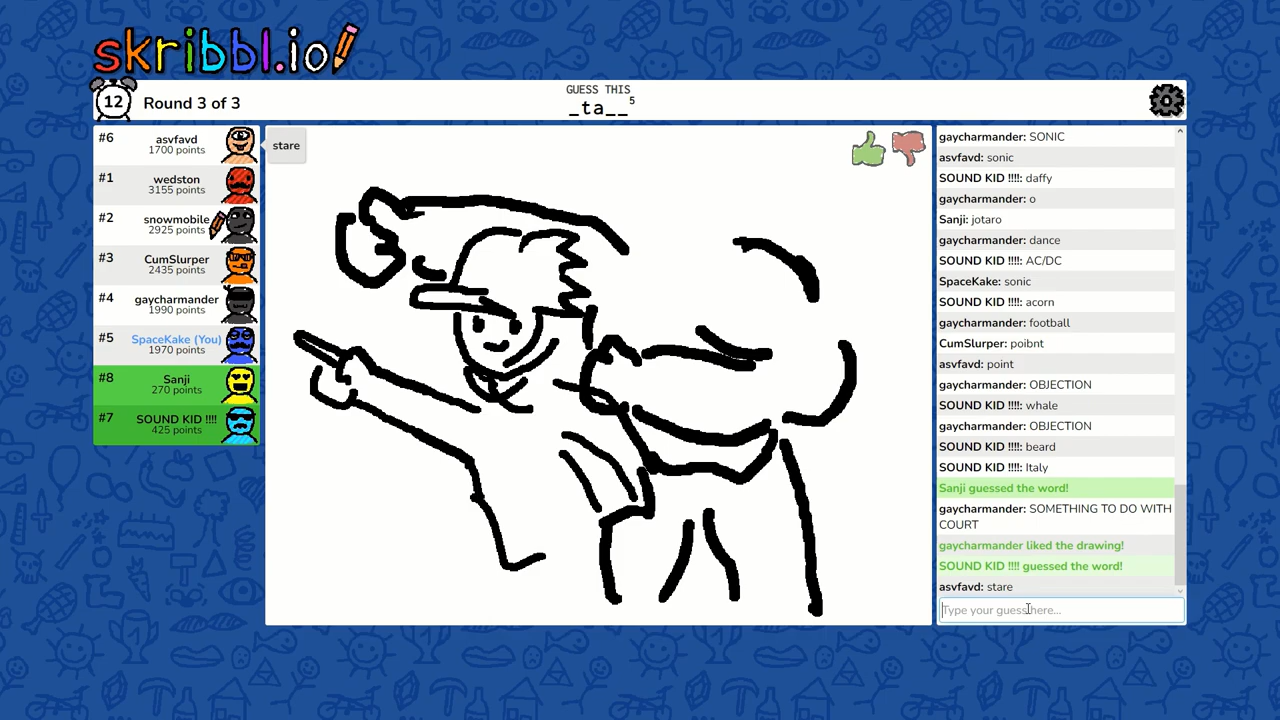 skribbl.io
12
Round 3 of 3
GUESS THIS
_ta__ 5
#6
asvfavd
1700 points
#1
wedston
3155 points
#2
snowmobile
2925 points
#3
CumSlurper
2435 points
#4
gaycharmander
1990 points
#5
SpaceKake (You)
1970 points
#8
Sanji
270 points
#7
SOUND KID !!!!
425 points
stare
gaycharmander: SONIC
asvfavd: sonic
SOUND KID !!!!: daffy
gaycharmander: o
Sanji: jotaro
gaycharmander: dance
SOUND KID !!!!: AC/DC
SpaceKake: sonic
SOUND KID !!!!: acorn
gaycharmander: football
CumSlurper: poibnt
asvfavd: point
gaycharmander: OBJECTION
SOUND KID !!!!: whale
gaycharmander: OBJECTION
SOUND KID !!!!: beard
SOUND KID !!!!: Italy
Sanji guessed the word!
gaycharmander: SOMETHING TO DO WITH
COURT
gaycharmander liked the drawing!
SOUND KID !!!! guessed the word!
asvfavd: stare
Type your guess here...